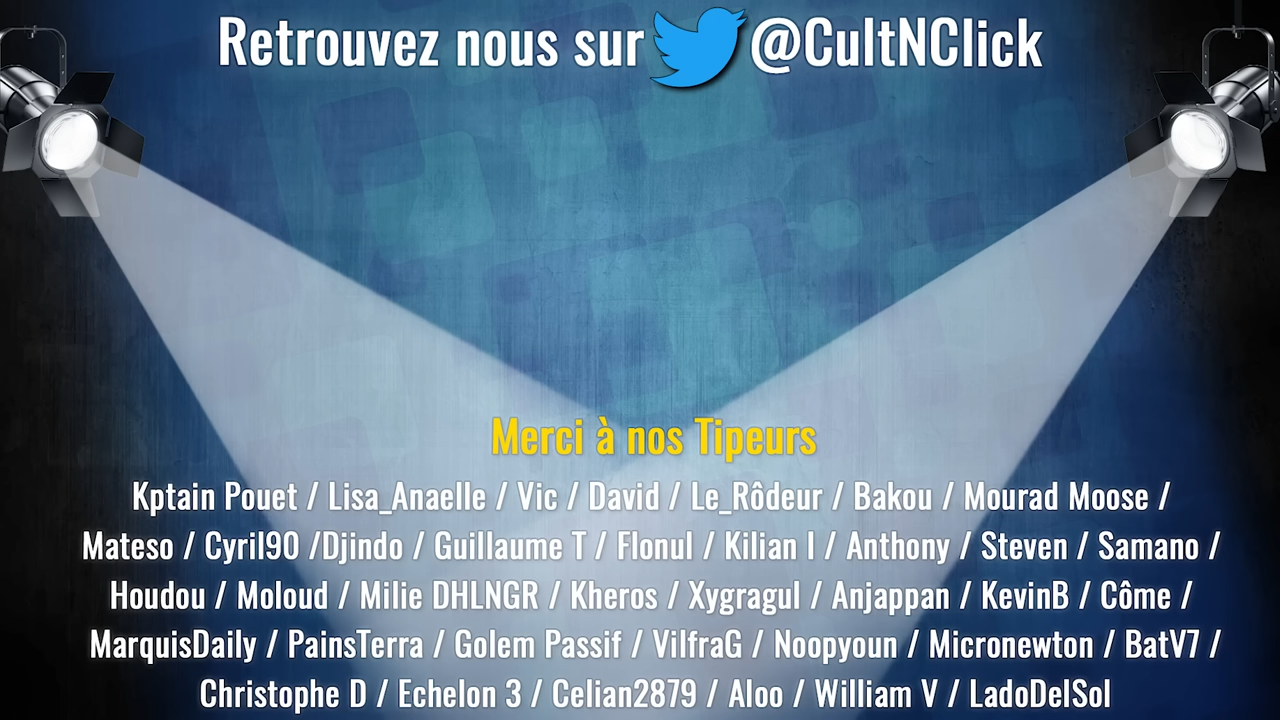 Retrouvez nous sur @CultNClick
Merci à nos Tipeurs
Kptain Pouet / Lisa_Anaelle / Vic / David / Le_Rôdeur / Bakou / Mourad Moose /
Mateso / Cyril90 /Djindo / Guillaume T / Flonul / Kilian I / Anthony / Steven / Samano /
Houdou / Moloud / Milie DHLNGR / Kheros / Xygragul / Anjappan / KevinB / Côme /
MarquisDaily / PainsTerra / Golem Passif / VilfraG / Noopyoun / Micronewton / BatV7 /
Christophe D / Echelon 3 / Celian2879 / Aloo / William V / LadoDelSol